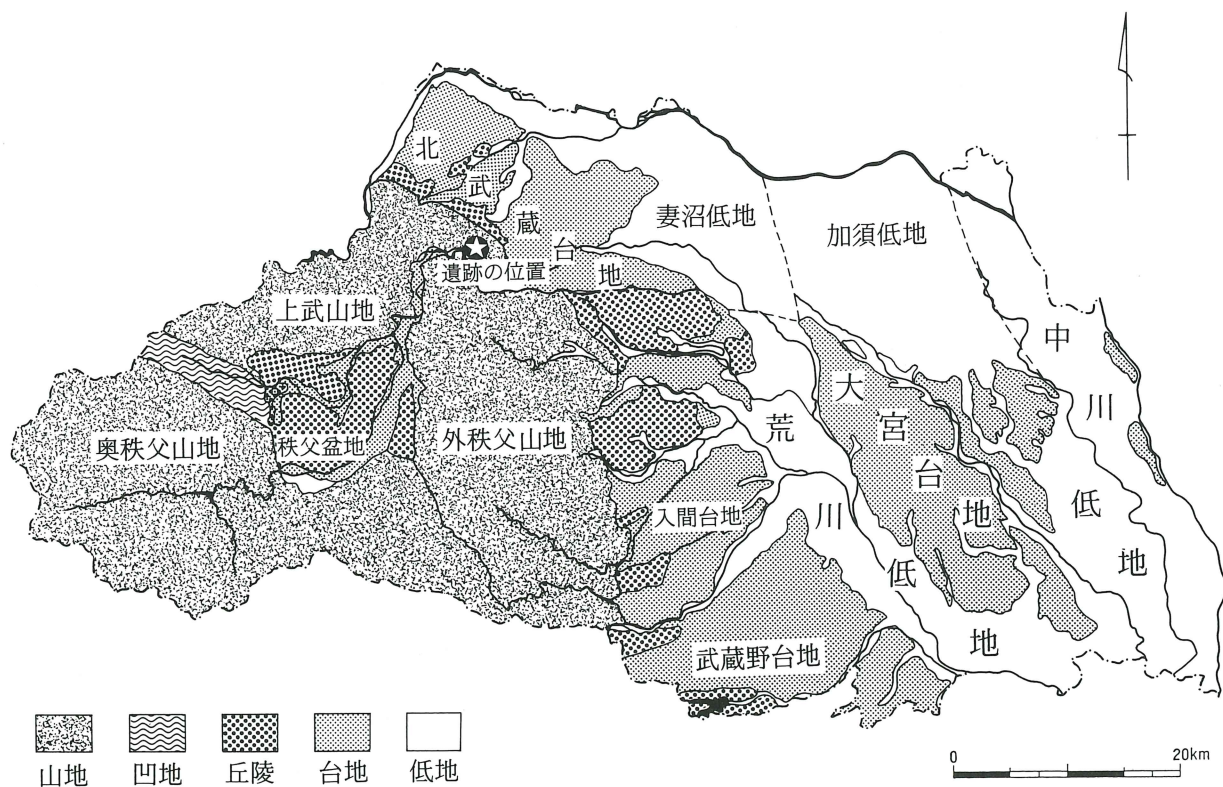 北武蔵台地
妻沼低地
加須低地
遺跡の位置
上武山地
中川低地
大宮台地
荒川低地
奥秩父山地
秩父盆地
外秩父山地
入間台地
武蔵野台地
山地
凹地
丘陵
台地
低地
0 20km